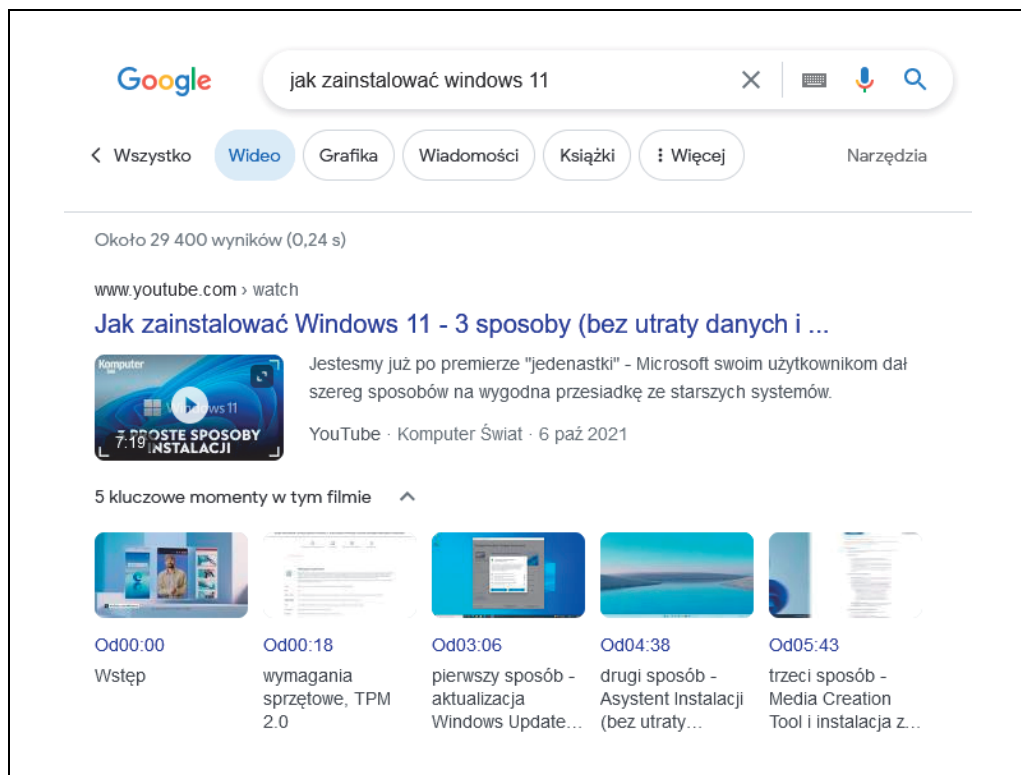 Google
jak zainstalować windows 11
Wszystko Wideo Grafika Wiadomości Książki Więcej Narzędzia
Około 29 400 wyników (0,24 s)
www.youtube.com › watch
Jak zainstalować Windows 11 - 3 sposoby (bez utraty danych i ...
Jestesmy już po premierze "jedenastki" - Microsoft swoim użytkownikom dał
szereg sposobów na wygodna przesiadkę ze starszych systemów.
YouTube · Komputer Świat · 6 paź 2021
Komputer
Windows 11
3 PROSTE SPOSOBY
INSTALACJI
7:19
5 kluczowe momenty w tym filmie
Od00:00
Wstęp
Od00:18
wymagania
sprzętowe, TPM
2.0
Od03:06
pierwszy sposób -
aktualizacja
Windows Update...
Od04:38
drugi sposób -
Asystent Instalacji
(bez utraty...
Od05:43
trzeci sposób -
Media Creation
Tool i instalacja z...